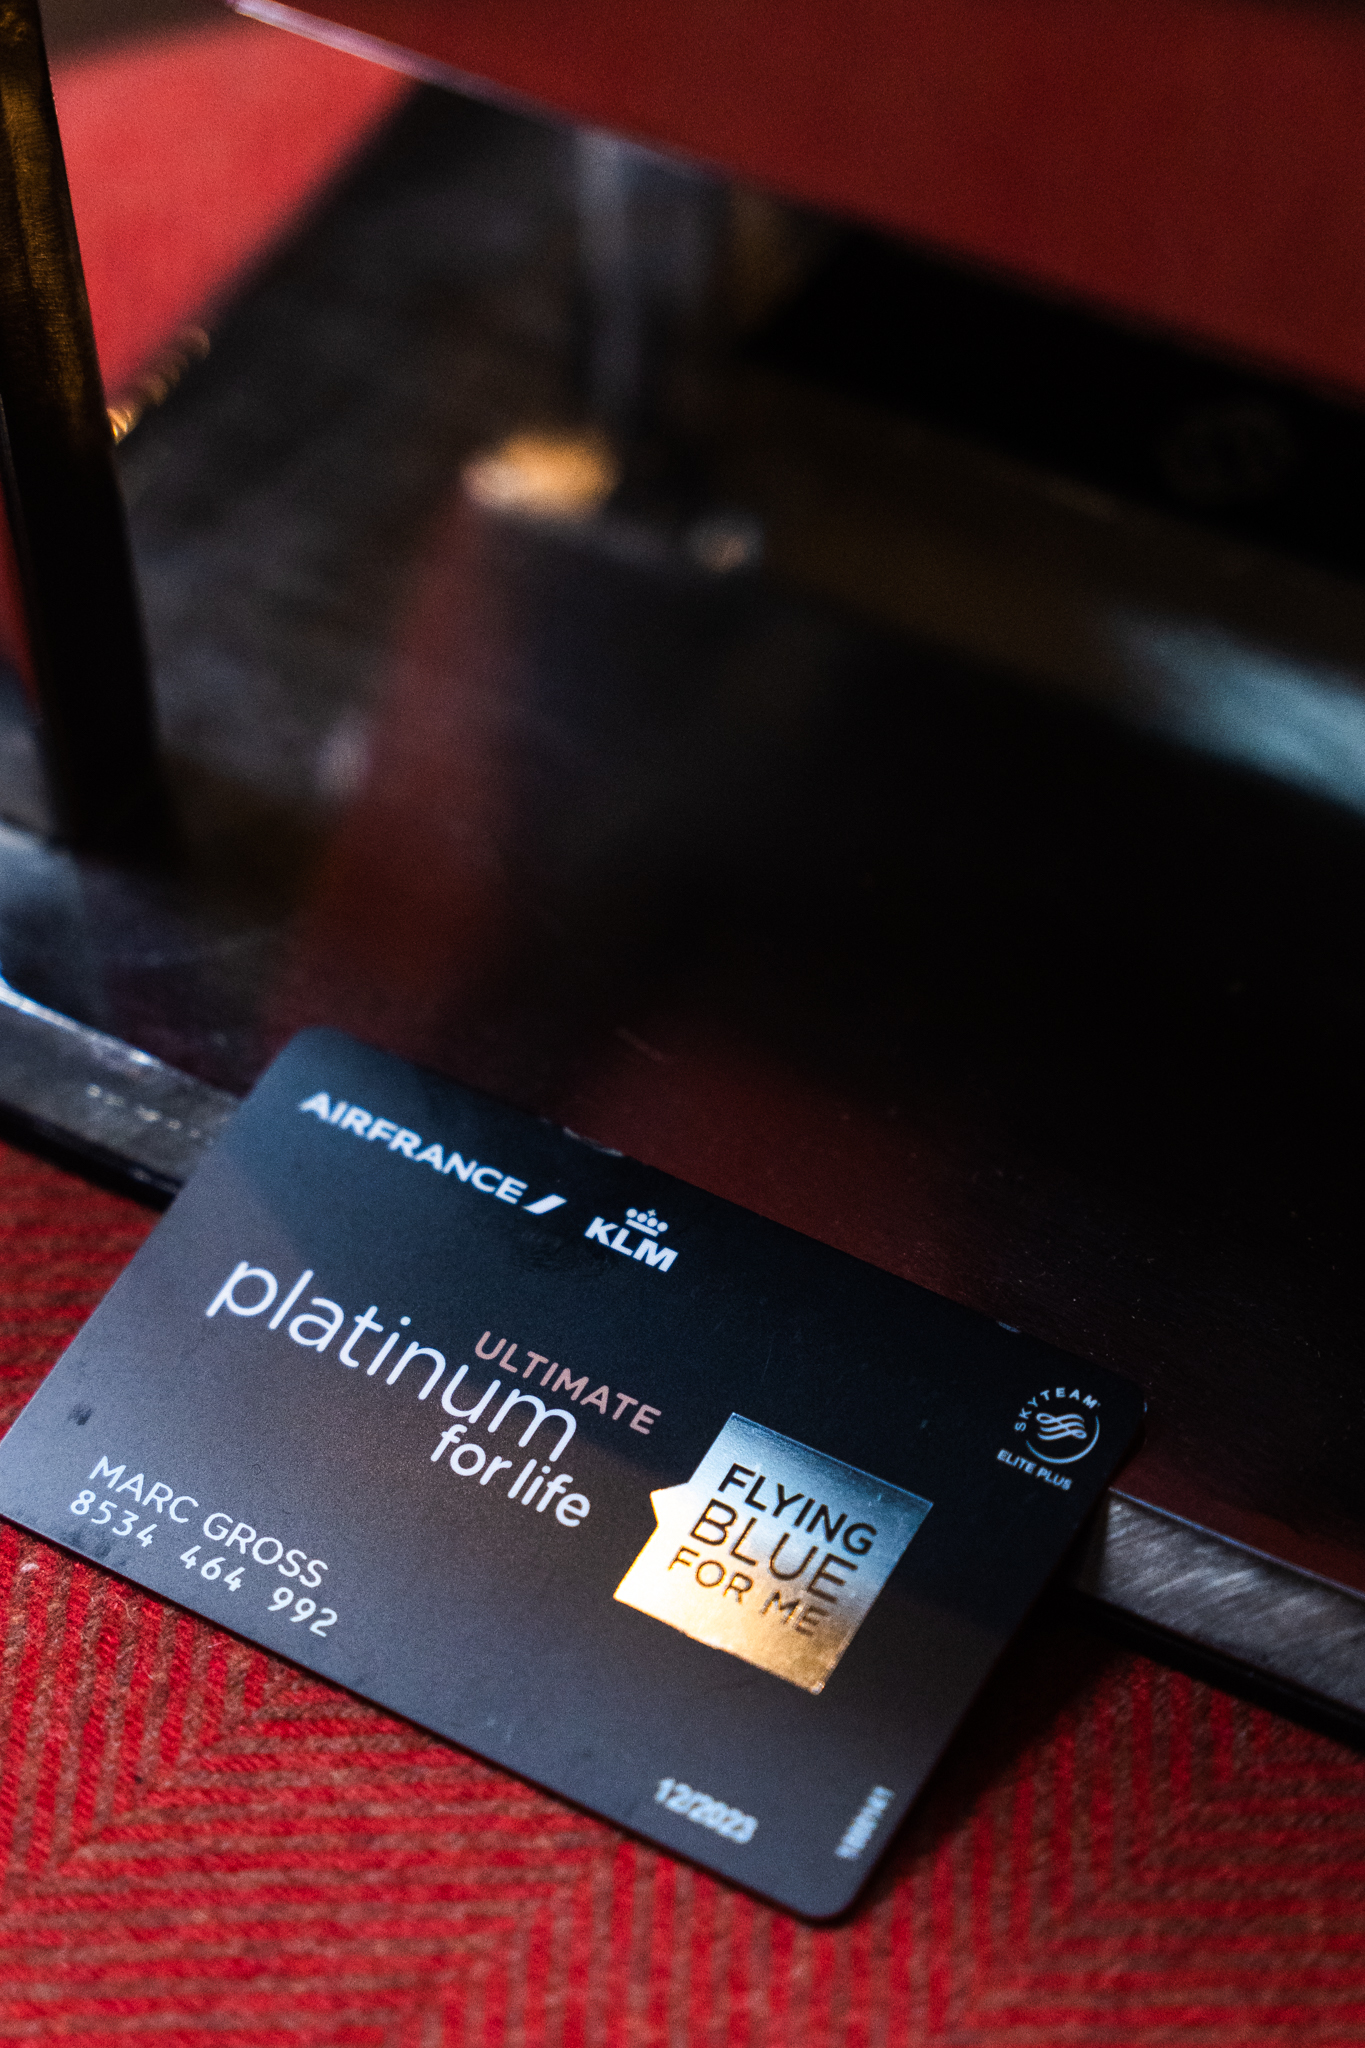 AIRFRANCE KLM
platinum
ULTIMATE
for life
SKYTEAM
ELITE PLUS
FLYING
BLUE
FOR ME
MARC GROSS
8534 464 992
12/2023